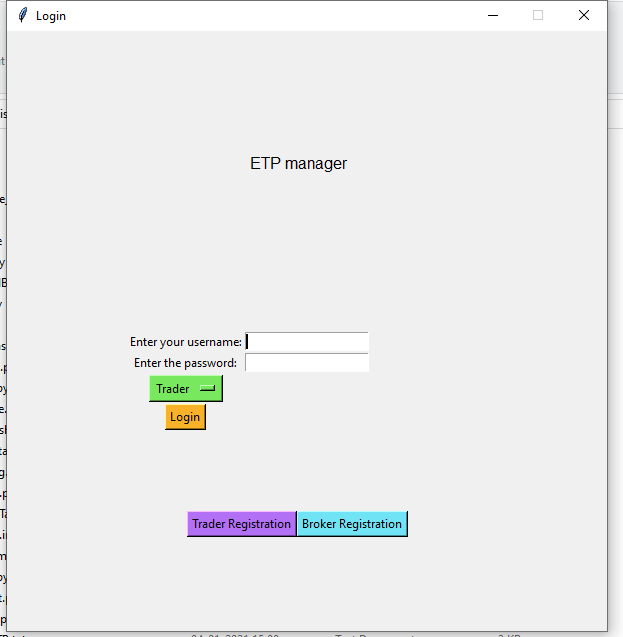 Login
ETP manager
Enter your username:
Enter the password:
Trader
Login
Trader Registration Broker Registration